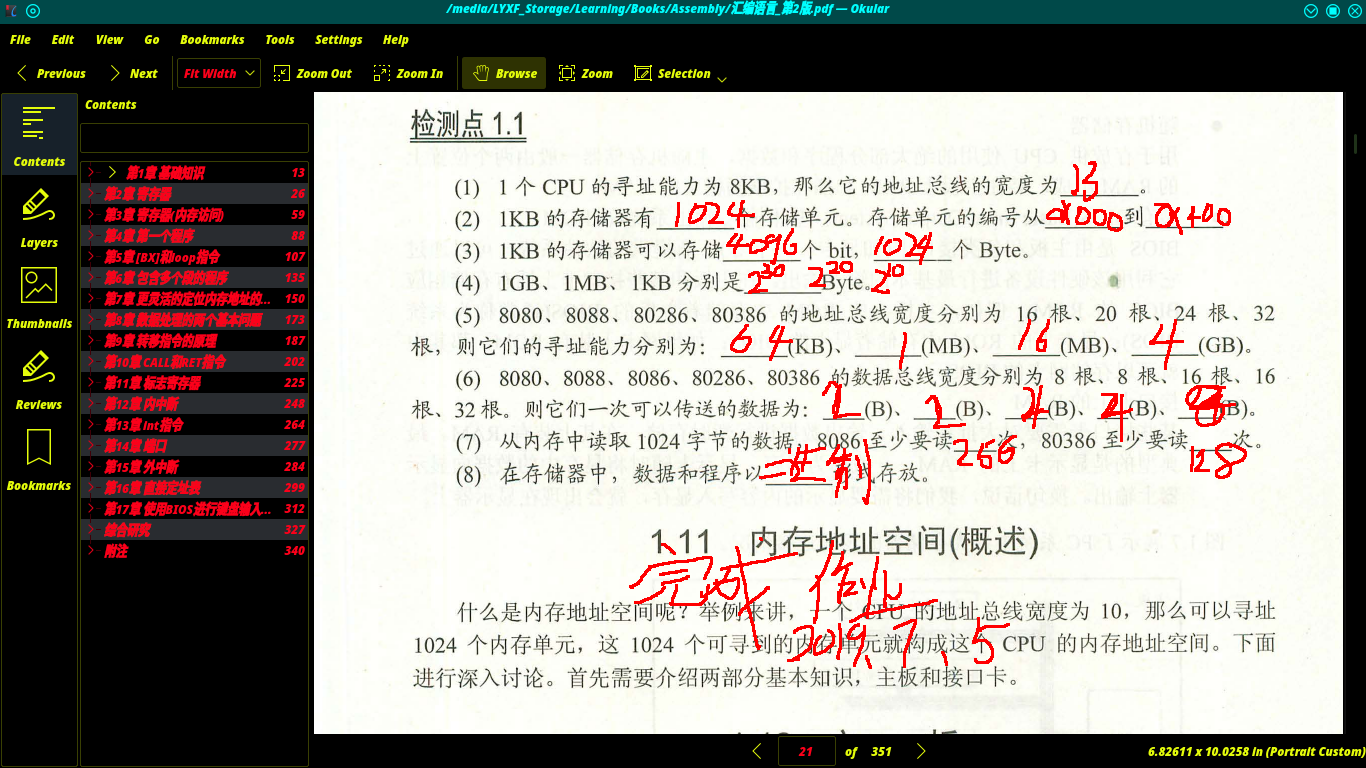 /media/LYXF_Storage/Learning/Books/Assembly/汇编语言_第2版.pdf — Okular
File Edit View Go Bookmarks Tools Settings Help
Previous Next Fit Width Zoom Out Zoom In Browse Zoom Selection
Contents
Contents
Layers
Thumbnails
Reviews
Bookmarks
第1章 基础知识 13
第2章 寄存器 26
第3章 寄存器(内存访问) 59
第4章 第一个程序 88
第5章 [BX]和loop指令 107
第6章 包含多个段的程序 135
第7章 更灵活的定位内存地址的... 150
第8章 数据处理的两个基本问题 173
第9章 转移指令的原理 187
第10章 CALL和RET指令 202
第11章 标志寄存器 225
第12章 内中断 248
第13章 int指令 264
第14章 端口 277
第15章 外中断 284
第16章 直接定址表 299
第17章 使用BIOS进行键盘输入... 312
综合研究 327
附注 340
检测点 1.1
(1) 1 个 CPU 的寻址能力为 8KB，那么它的地址总线的宽度为 13 。
(2) 1KB 的存储器有 1024 个存储单元。存储单元的编号从 0x000 到 0x400
(3) 1KB 的存储器可以存储 4096 个 bit， 1024 个 Byte。
(4) 1GB、1MB、1KB 分别是 2^30 2^20 Byte。 2^10
(5) 8080、8088、80286、80386 的地址总线宽度分别为 16 根、20 根、24 根、32
根，则它们的寻址能力分别为： 64 (KB)、 1 (MB)、 16 (MB)、 4 (GB)。
(6) 8080、8088、8086、80286、80386 的数据总线宽度分别为 8 根、8 根、16 根、16
根、32 根。则它们一次可以传送的数据为： 2 (B)、 2 (B)、 4 (B)、 4 (B)、 (B)。
(7) 从内存中读取 1024 字节的数据，8086 至少要读 256 次，80386 至少要读 128 次。
(8) 在存储器中，数据和程序以 二进制 形式存放。
1.11 内存地址空间(概述)
完成作业
2019、7、5
什么是内存地址空间呢？举例来讲，一个 CPU 的地址总线宽度为 10，那么可以寻址
1024 个内存单元，这 1024 个可寻到的内存单元就构成这个 CPU 的内存地址空间。下面
进行深入讨论。首先需要介绍两部分基本知识，主板和接口卡。
21 of 351
6.82611 x 10.0258 in (Portrait Custom)